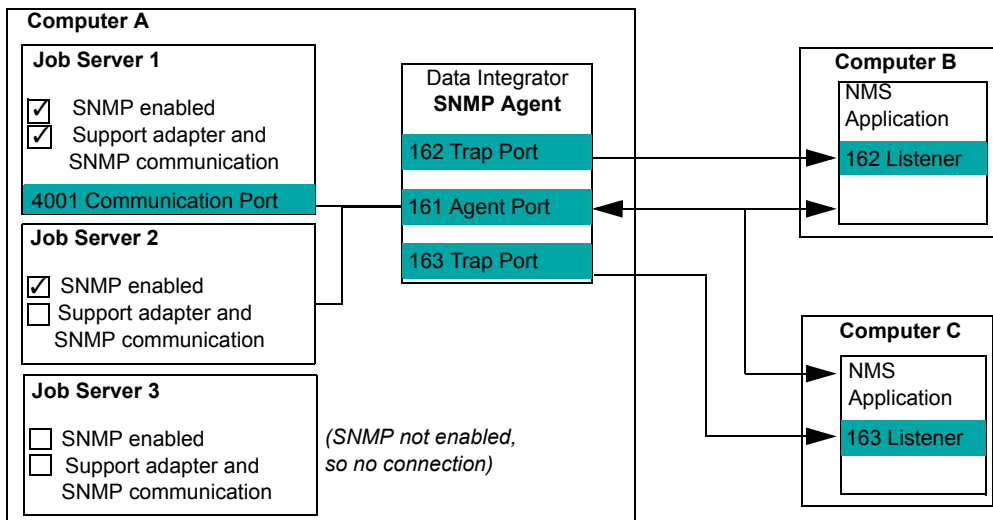 Computer A
Job Server 1
SNMP enabled
Support adapter and
SNMP communication
4001 Communication Port
Job Server 2
SNMP enabled
Support adapter and
SNMP communication
Job Server 3
SNMP enabled
Support adapter and
SNMP communication
(SNMP not enabled,
so no connection)
Data Integrator
SNMP Agent
162 Trap Port
161 Agent Port
163 Trap Port
Computer B
NMS
Application
162 Listener
Computer C
NMS
Application
163 Listener